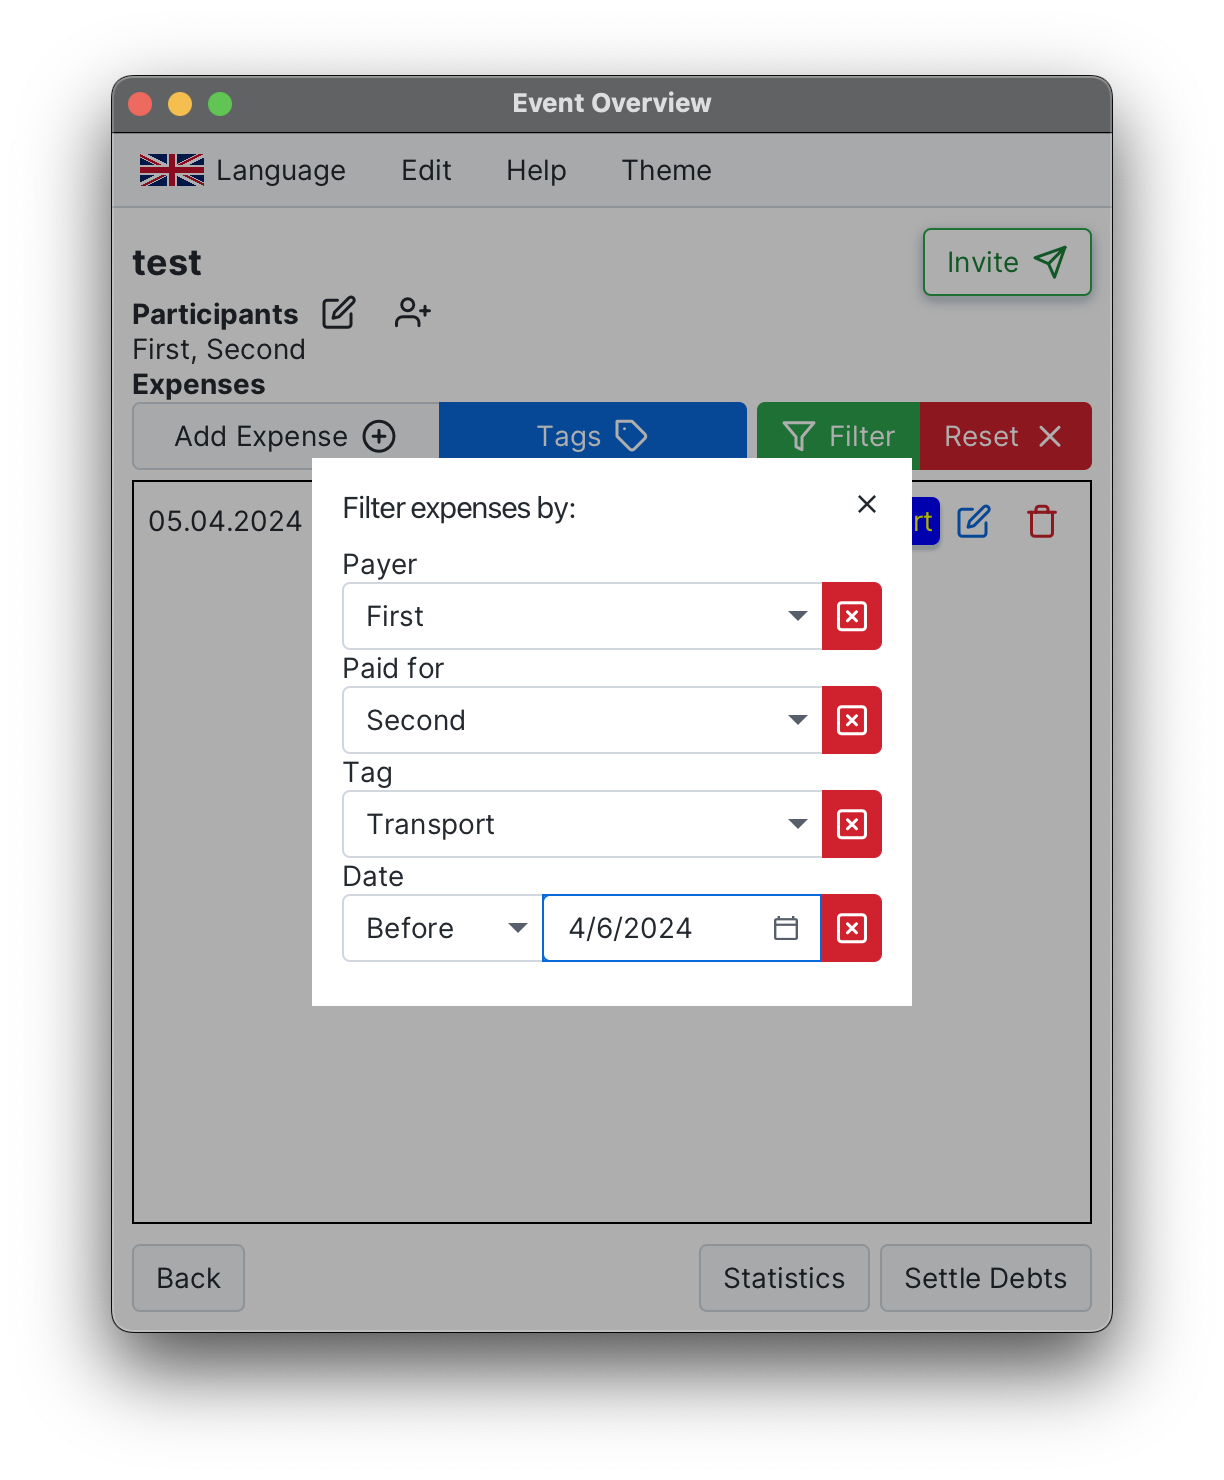 Event Overview
Language Edit Help Theme
test
Invite
Participants
First, Second
Expenses
Add Expense Tags Filter Reset
05.04.2024
Filter expenses by:
Payer
First
Paid for
Second
Tag
Transport
Date
Before 4/6/2024
Back Statistics Settle Debts